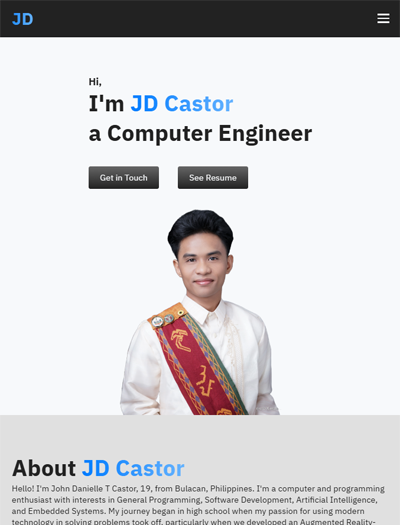 JD
Hi,
I'm JD Castor
a Computer Engineer
Get in Touch
See Resume
About JD Castor
Hello! I'm John Danielle T Castor, 19, from Bulacan, Philippines. I'm a computer and programming
enthusiast with interests in General Programming, Software Development, Artificial Intelligence,
and Embedded Systems. My journey began in high school when my passion for using modern
technology in solving problems took off, particularly when we developed an Augmented Reality-